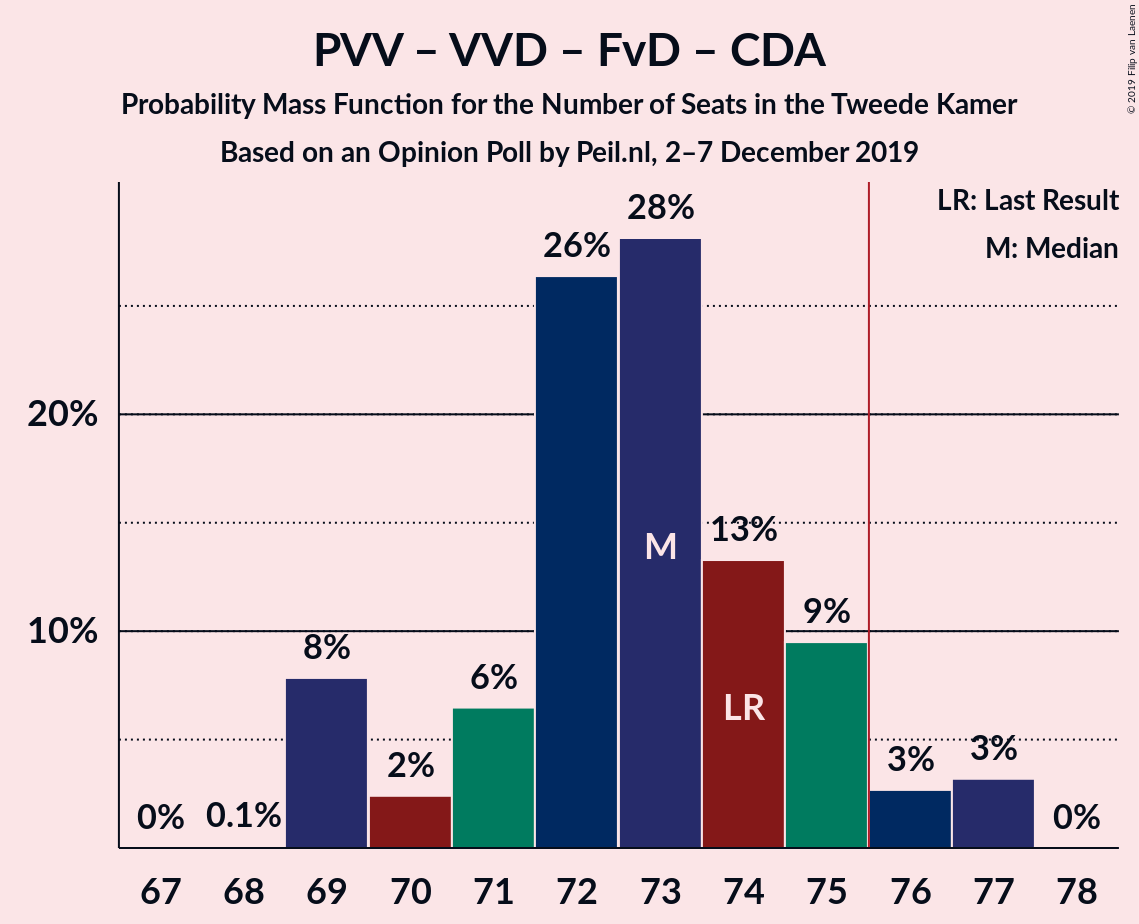 PVV – VVD – FvD – CDA
Probability Mass Function for the Number of Seats in the Tweede Kamer
Based on an Opinion Poll by Peil.nl, 2–7 December 2019
© 2019 Filip van Laenen
LR: Last Result
M: Median
28%
26%
20%
13%
M
10%
9%
8%
6%
LR
2%
3%
3%
0%
0.1%
0%
67 68 69 70 71 72 73 74 75 76 77 78